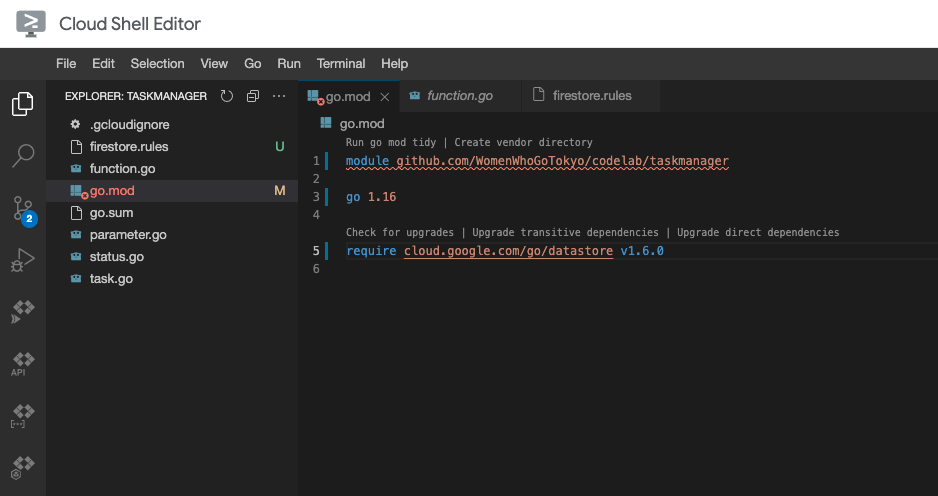 Cloud Shell Editor
File Edit Selection View Go Run Terminal Help
EXPLORER: TASKMANAGER
.gcloudignore
firestore.rules U
function.go
go.mod M
go.sum
parameter.go
status.go
task.go
2
API
go.mod function.go firestore.rules
go.mod
Run go mod tidy | Create vendor directory
1 module github.com/WomenWhoGoTokyo/codelab/taskmanager
2
3 go 1.16
4
Check for upgrades | Upgrade transitive dependencies | Upgrade direct dependencies
5 require cloud.google.com/go/datastore v1.6.0
6